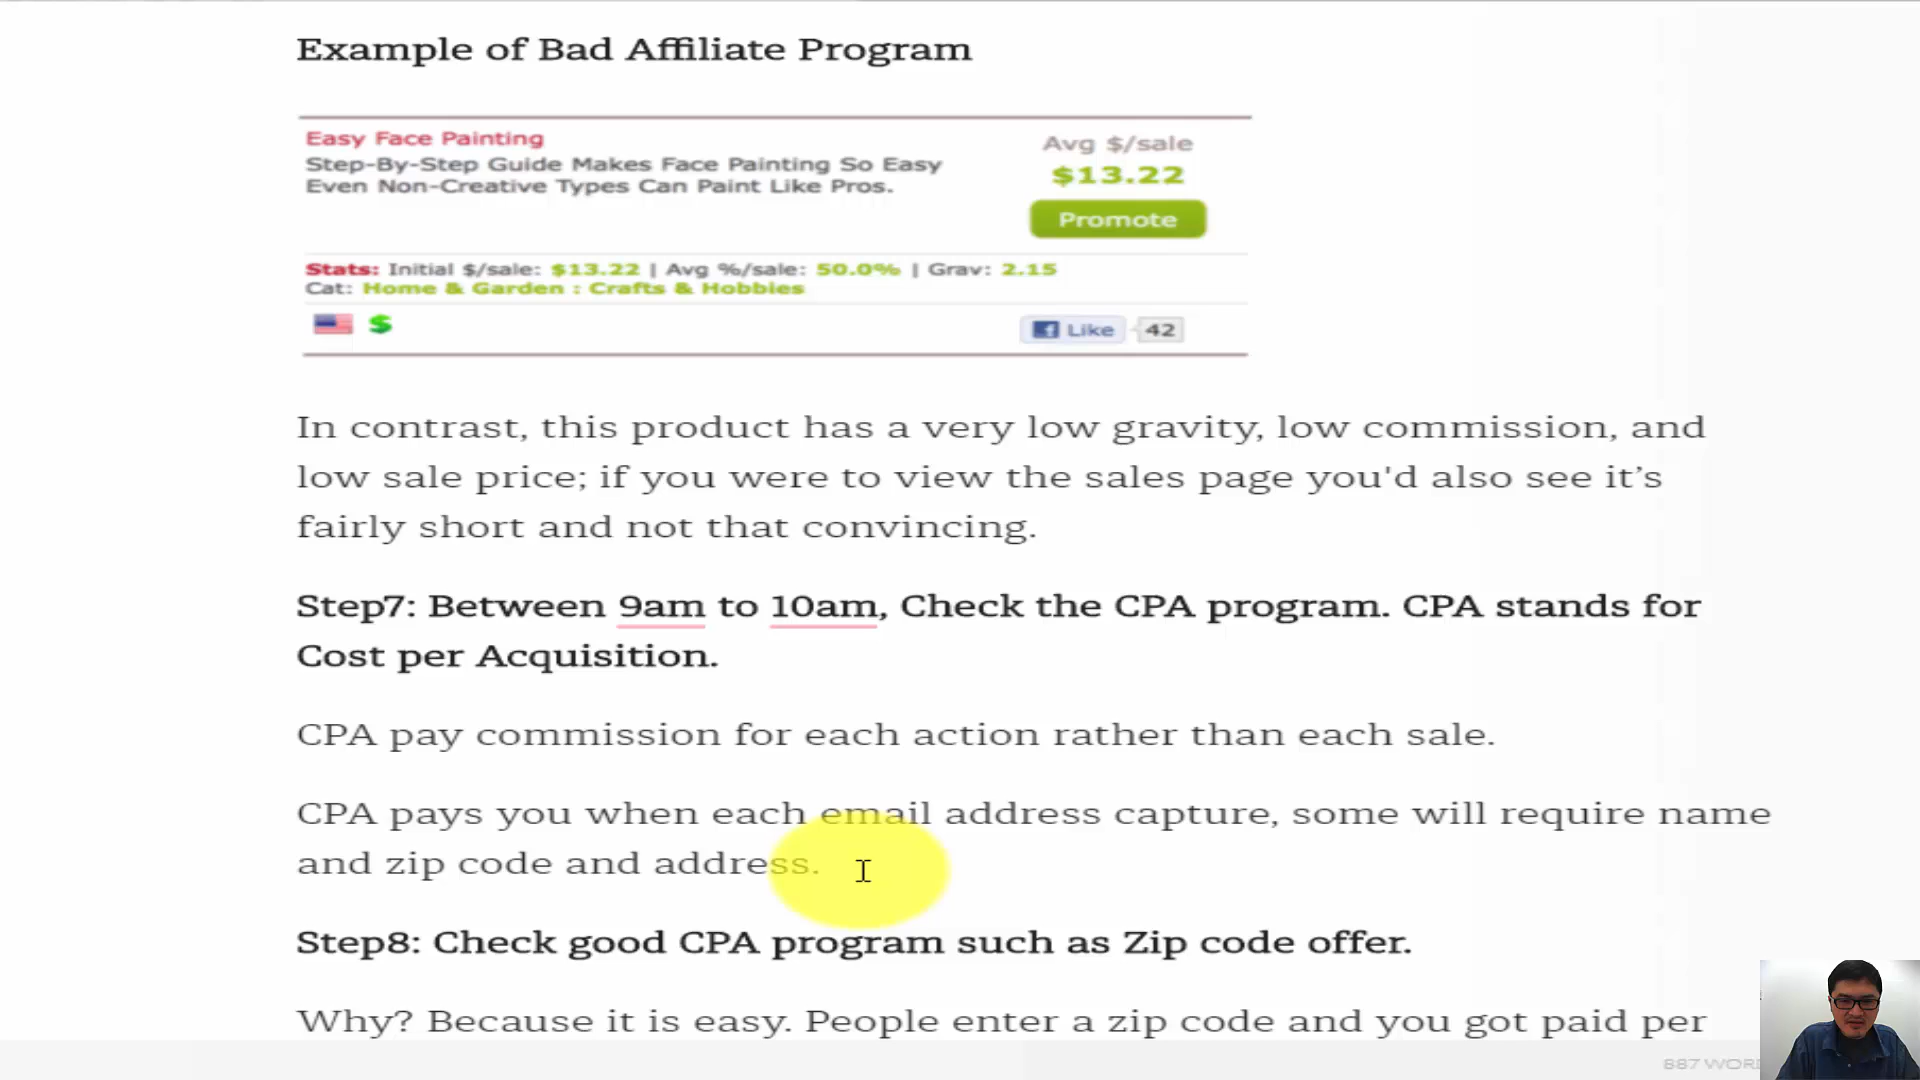 Example of Bad Affiliate Program
Easy Face Painting
Step-By-Step Guide Makes Face Painting So Easy
Even Non-Creative Types Can Paint Like Pros.
Avg $/sale
$13.22
Promote
Stats: Initial $/sale: $13.22 | Avg %/sale: 50.0% | Grav: 2.15
Cat: Home & Garden : Crafts & Hobbies
$
Like 42
In contrast, this product has a very low gravity, low commission, and
low sale price; if you were to view the sales page you'd also see it’s
fairly short and not that convincing.
Step7: Between 9am to 10am, Check the CPA program. CPA stands for
Cost per Acquisition.
CPA pay commission for each action rather than each sale.
CPA pays you when each email address capture, some will require name
and zip code and address.
Step8: Check good CPA program such as Zip code offer.
Why? Because it is easy. People enter a zip code and you got paid per
887